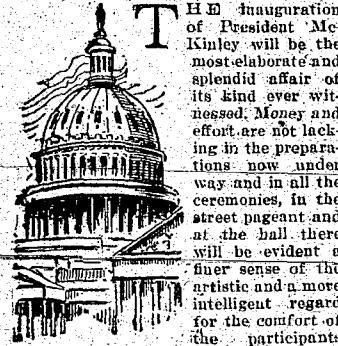 THE Inauguration
of President Mc-
Kinley will be the
most elaborate and
splendid affair of
its kind ever wit-
nessed. Money and
effort are not lack-
ing in the prepara-
tions now under
way and in all the
ceremonies, in the
street pageant and
at the ball there
will be evident a
finer sense of the
artistic and a more
intelligent regard
for the comfort of
the participants